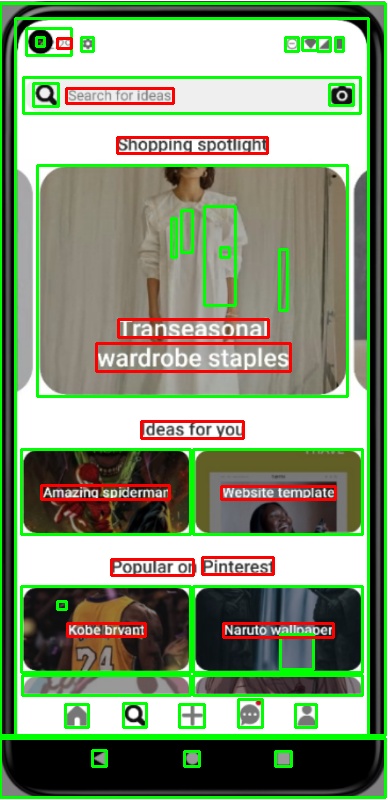 Search for ideas
Shopping spotlight
Transeasonal
wardrobe staples
Ideas for you
Amazing spiderman
Website template
Popular on Pinterest
Kobe bryant
24
Naruto wallpaper